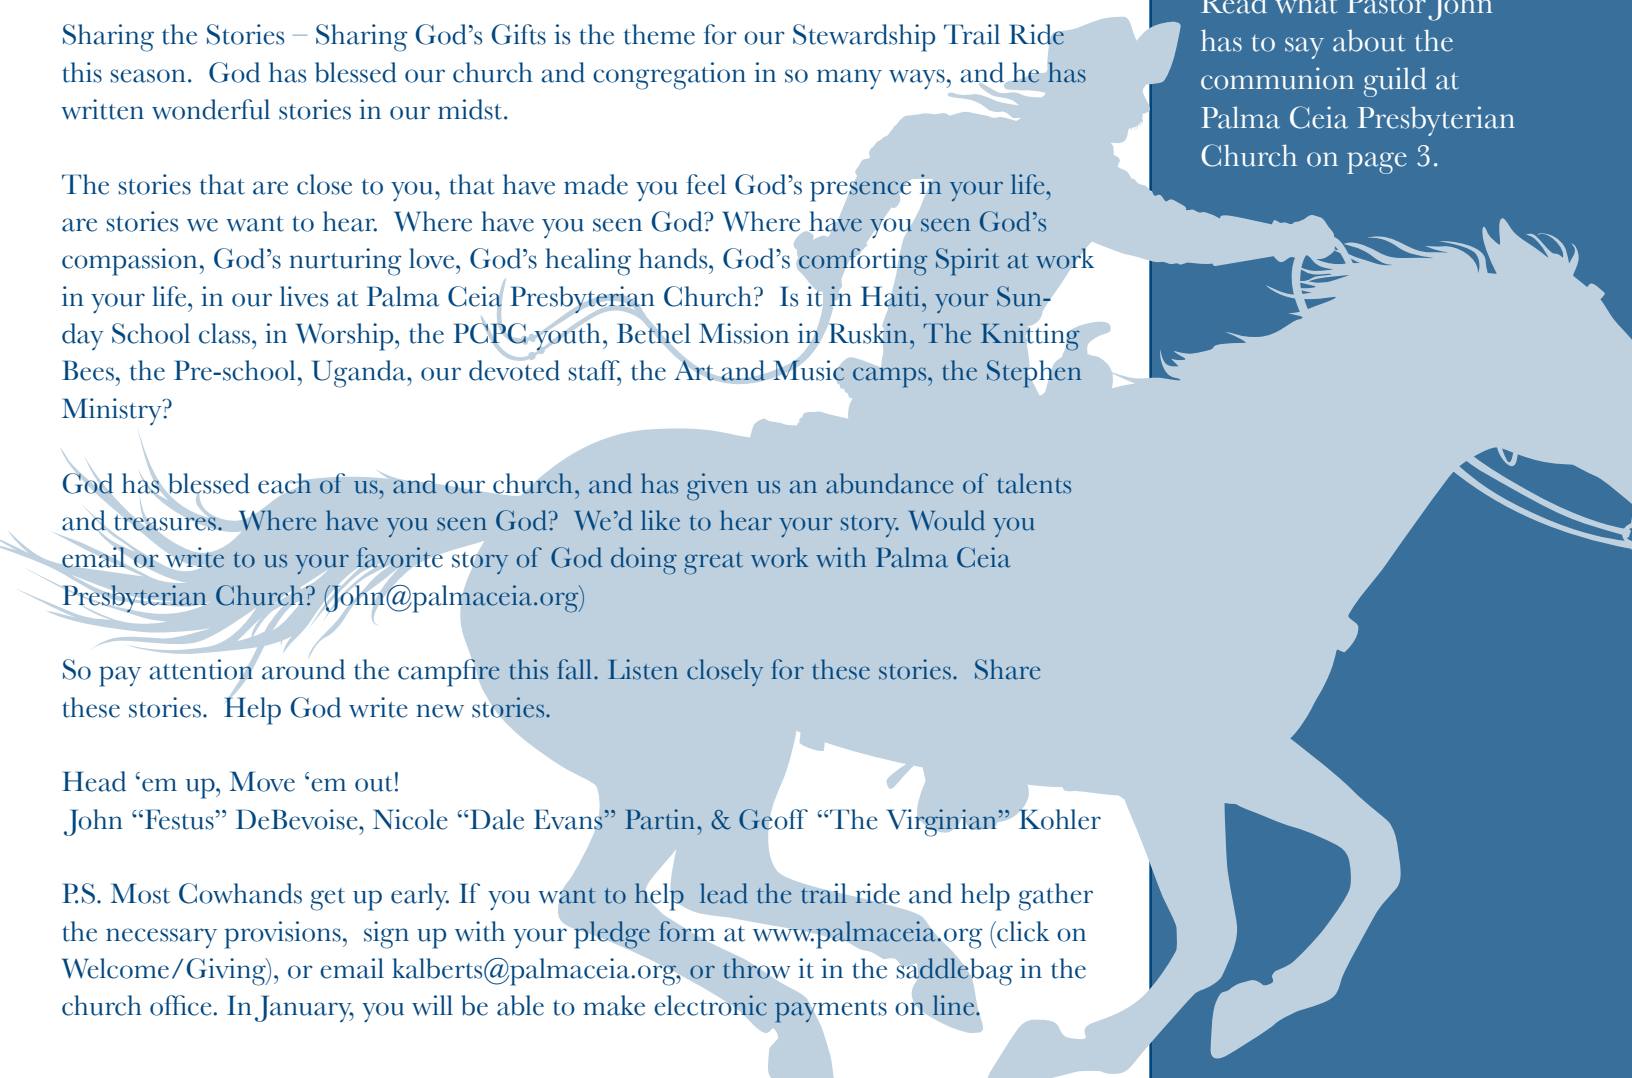 Sharing the Stories – Sharing God’s Gifts is the theme for our Stewardship Trail Ride
this season.  God has blessed our church and congregation in so many ways, and he has
written wonderful stories in our midst.
The stories that are close to you, that have made you feel God’s presence in your life,
are stories we want to hear.  Where have you seen God? Where have you seen God’s
compassion, God’s nurturing love, God’s healing hands, God’s comforting Spirit at work
in your life, in our lives at Palma Ceia Presbyterian Church?  Is it in Haiti, your Sun-
day School class, in Worship, the PCPC youth, Bethel Mission in Ruskin, The Knitting
Bees, the Pre-school, Uganda, our devoted staff, the Art and Music camps, the Stephen
Ministry?
God has blessed each of us, and our church, and has given us an abundance of talents
and treasures.  Where have you seen God?  We’d like to hear your story. Would you
email or write to us your favorite story of God doing great work with Palma Ceia
Presbyterian Church? (John@palmaceia.org)
So pay attention around the campfire this fall. Listen closely for these stories.  Share
these stories.  Help God write new stories.
Head ‘em up, Move ‘em out!
John “Festus” DeBevoise, Nicole “Dale Evans” Partin, & Geoff “The Virginian” Kohler
P.S. Most Cowhands get up early. If you want to help  lead the trail ride and help gather
the necessary provisions,  sign up with your pledge form at www.palmaceia.org (click on
Welcome/Giving), or email kalberts@palmaceia.org, or throw it in the saddlebag in the
church office. In January, you will be able to make electronic payments on line.
Read what Pastor John
has to say about the
communion guild at
Palma Ceia Presbyterian
Church on page 3.